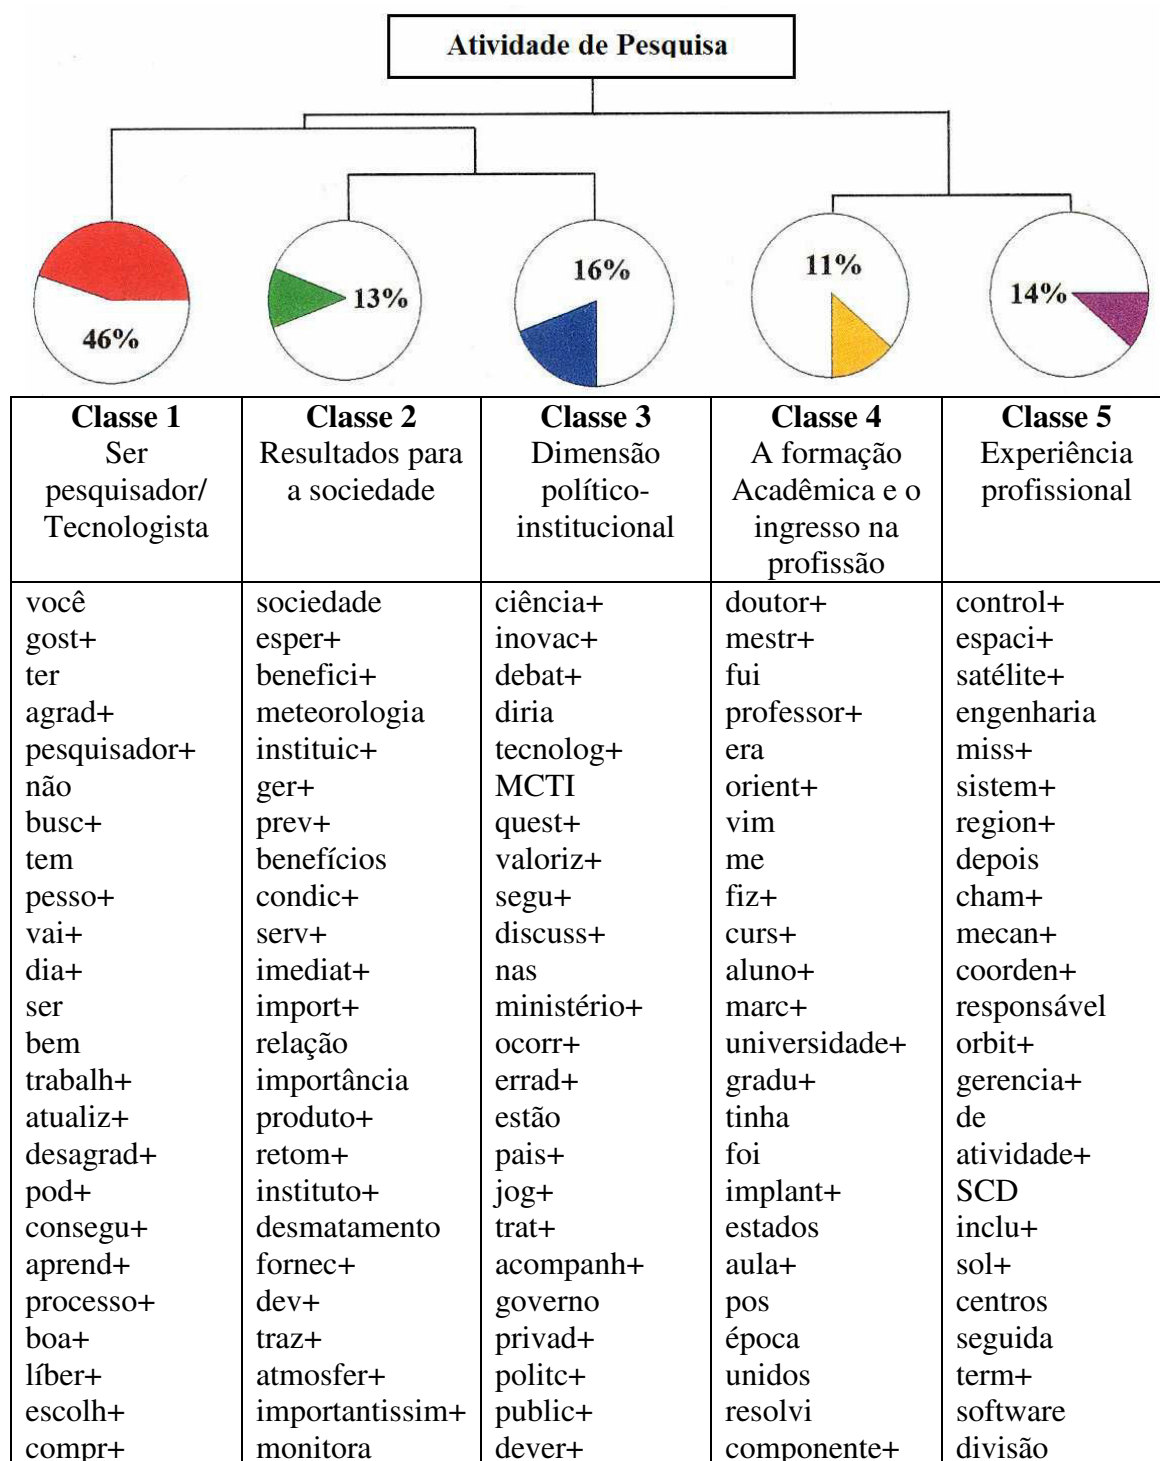 Atividade de Pesquisa
46%
13%
16%
11%
14%
Classe 1
Ser
pesquisador/
Tecnologista
Classe 2
Resultados para
a sociedade
Classe 3
Dimensão
político-
institucional
Classe 4
A formação
Acadêmica e o
ingresso na
profissão
Classe 5
Experiência
profissional
você
gost+
ter
agrad+
pesquisador+
não
busc+
tem
pesso+
vai+
dia+
ser
bem
trabalh+
atualiz+
desagrad+
pod+
consegu+
aprend+
processo+
boa+
líber+
escolh+
compr+
sociedade
esper+
benefici+
meteorologia
instituic+
ger+
prev+
benefícios
condic+
serv+
imediat+
import+
relação
importância
produto+
retom+
instituto+
desmatamento
fornec+
dev+
traz+
atmosfer+
importantissim+
monitora
ciência+
inovac+
debat+
diria
tecnolog+
MCTI
quest+
valoriz+
segu+
discuss+
nas
ministério+
ocorr+
errad+
estão
pais+
jog+
trat+
acompanh+
governo
privad+
politc+
public+
dever+
doutor+
mestr+
fui
professor+
era
orient+
vim
me
fiz+
curs+
aluno+
marc+
universidade+
gradu+
tinha
foi
implant+
estados
aula+
pos
época
unidos
resolvi
componente+
control+
espaci+
satélite+
engenharia
miss+
sistem+
region+
depois
cham+
mecan+
coorden+
responsável
orbit+
gerencia+
de
atividade+
SCD
inclu+
sol+
centros
seguida
term+
software
divisão